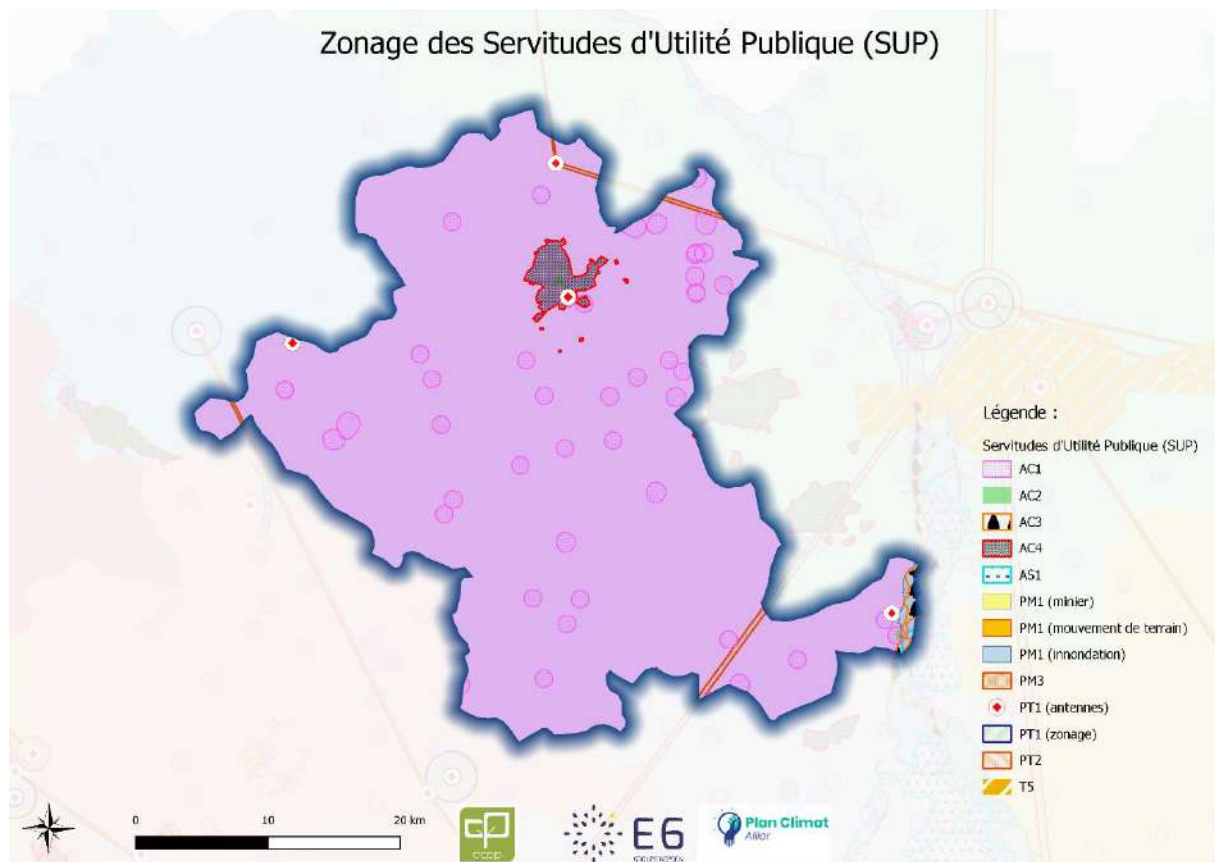 Zonage des Servitudes d'Utilité Publique (SUP)
Légende :
Servitudes d'Utilité Publique (SUP)
AC1
AC2
AC3
AC4
AS1
PM1 (minier)
PM1 (mouvement de terrain)
PM1 (innondation)
PM3
PT1 (antennes)
PT1 (zonage)
PT2
T5
0
10
20 km
E6
Plan Climat
Allier